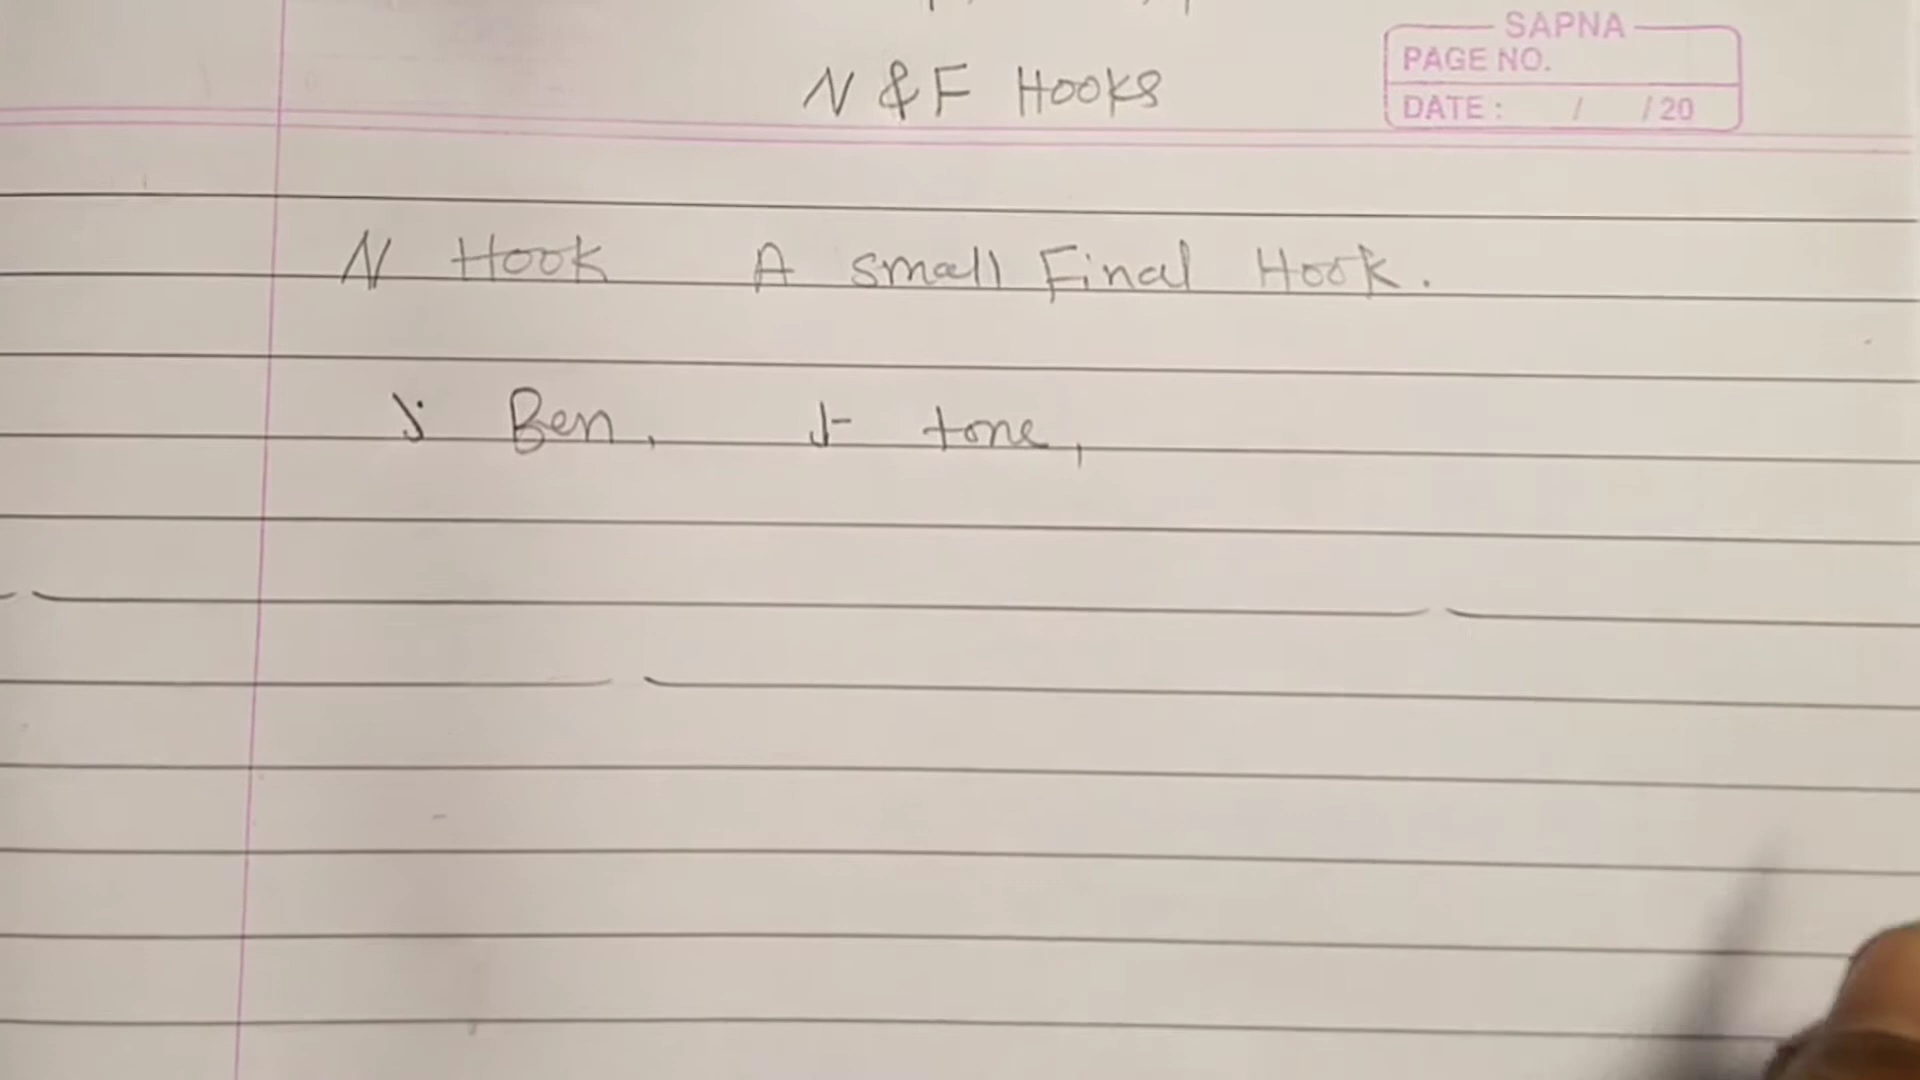 SAPNA
PAGE NO.
DATE : / / 20
N & F Hooks
N Hook A small Final Hook.
Ben, tone,